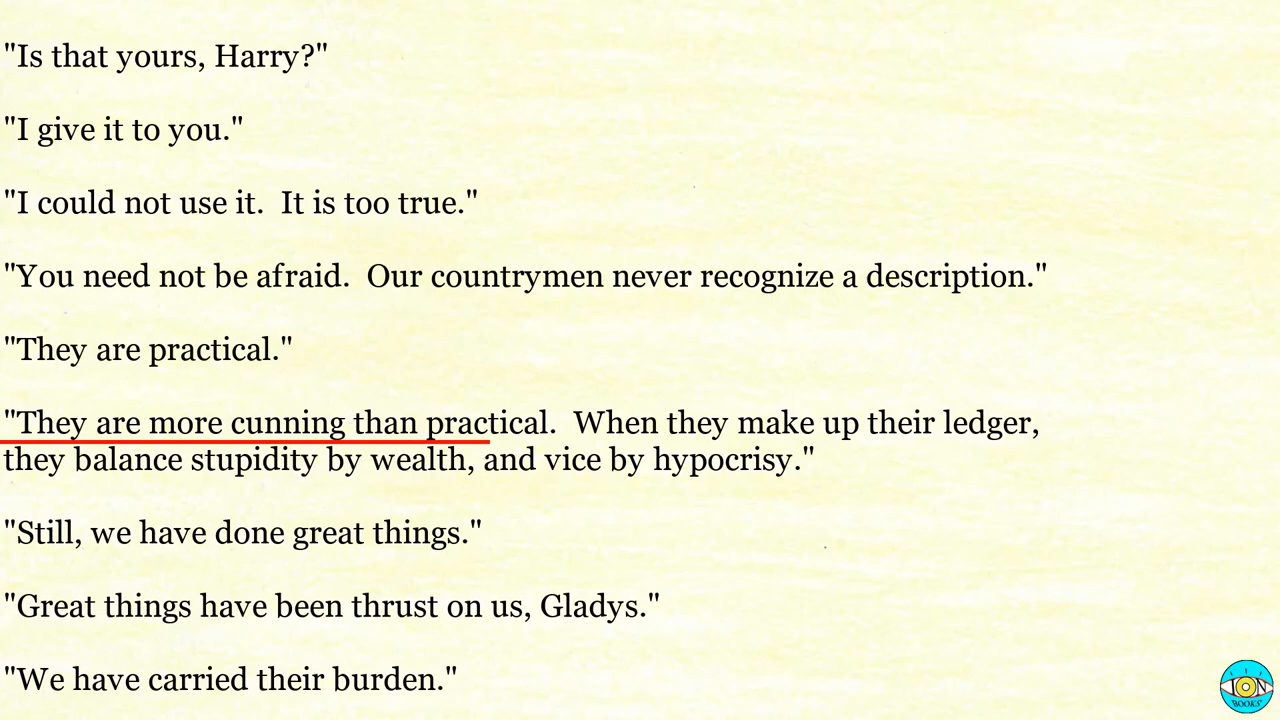 "Is that yours, Harry?"
"I give it to you."
"I could not use it.  It is too true."
"You need not be afraid.  Our countrymen never recognize a description."
"They are practical."
"They are more cunning than practical.  When they make up their ledger,
they balance stupidity by wealth, and vice by hypocrisy."
"Still, we have done great things."
"Great things have been thrust on us, Gladys."
"We have carried their burden."
ION
BOOKS